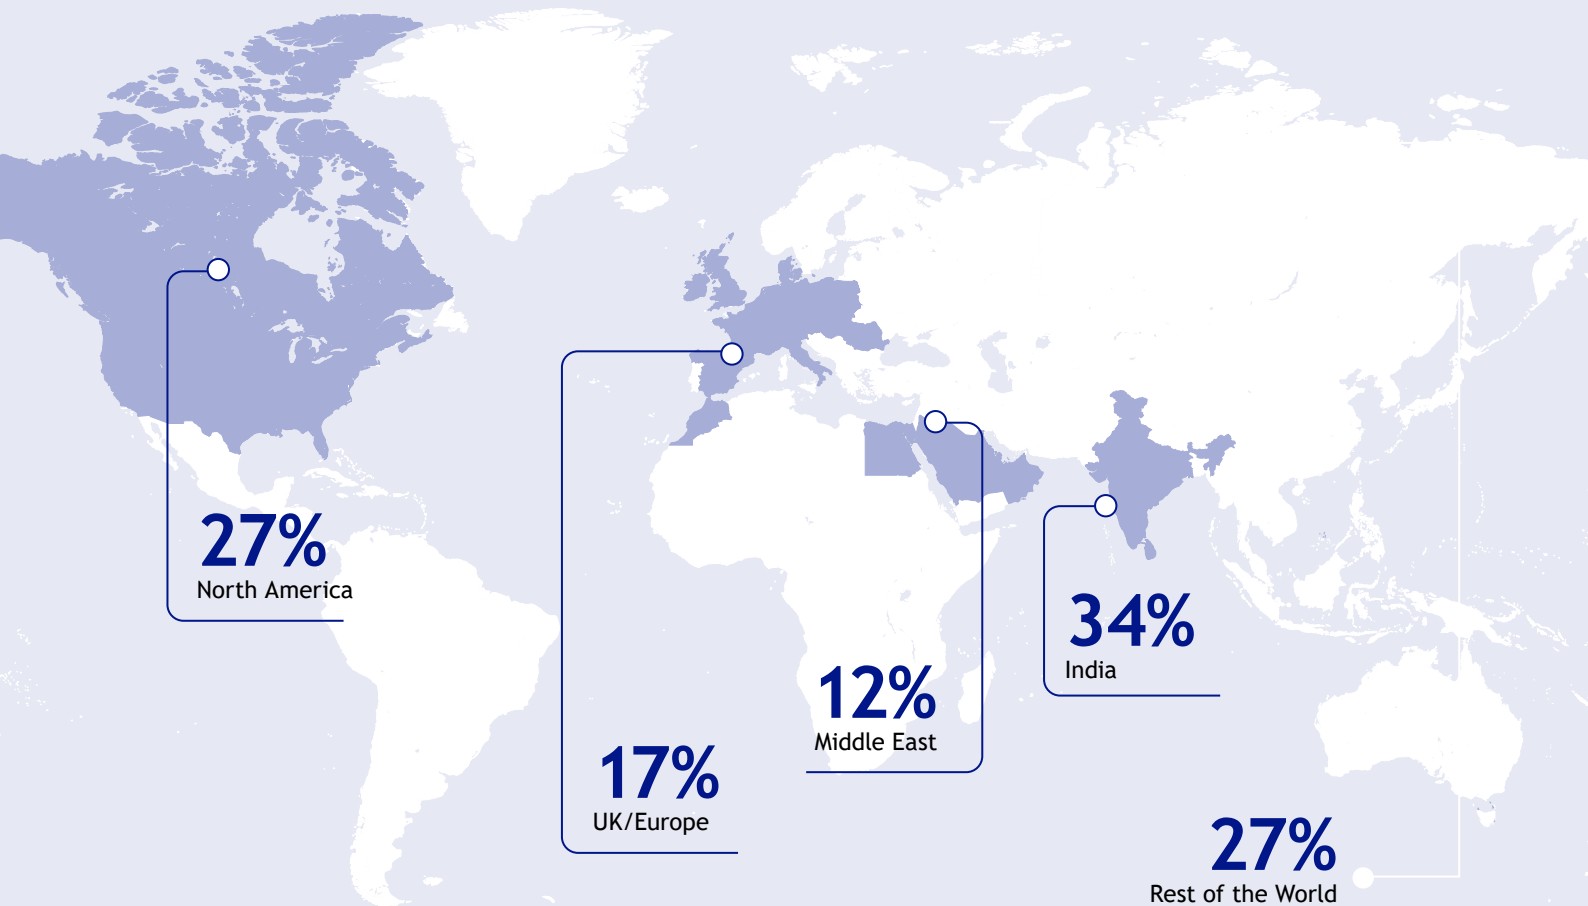 27%
North America
17%
UK/Europe
12%
Middle East
34%
India
27%
Rest of the World